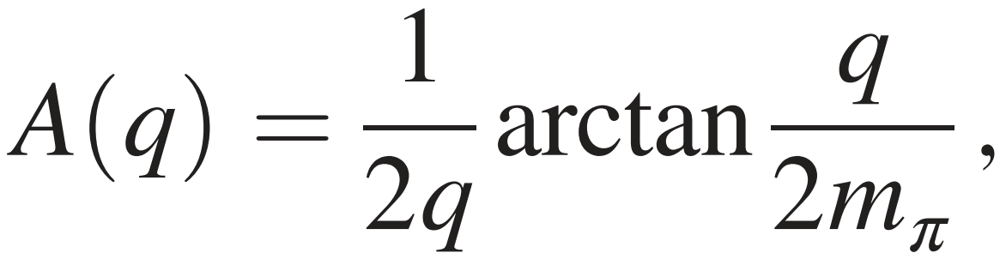 A(q) = \frac{1}{2q} \arctan \frac{q}{2m_{\pi}} ,